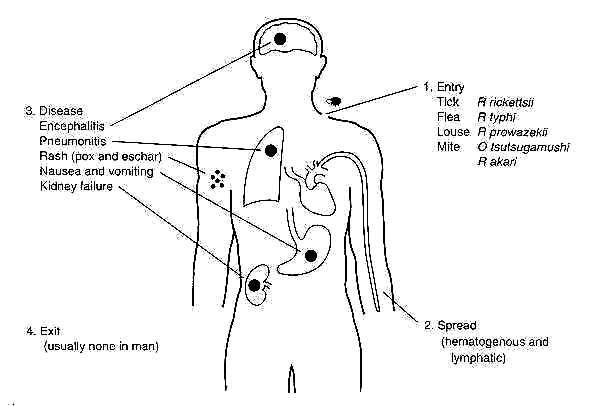 1. Entry
Tick R rickettsii
Flea R typhi
Louse R prowazekii
Mite O tsutsugamushi
R akari
3. Disease
Encephalitis
Pneumonitis
Rash (pox and eschar)
Nausea and vomiting
Kidney failure
2. Spread
(hematogenous and
lymphatic)
4. Exit
(usually none in man)